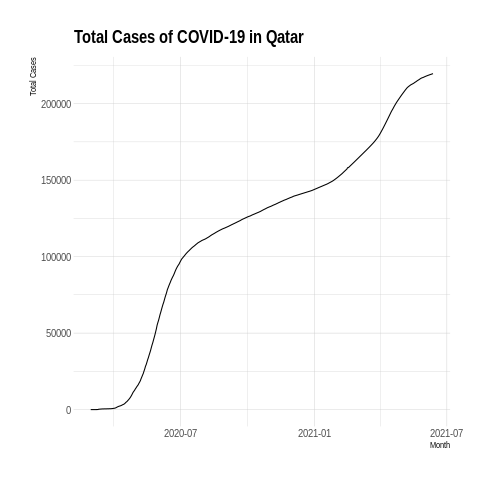 Total Cases of COVID-19 in Qatar
Total Cases
200000
150000
100000
50000
0
2020-07
2021-01
2021-07
Month